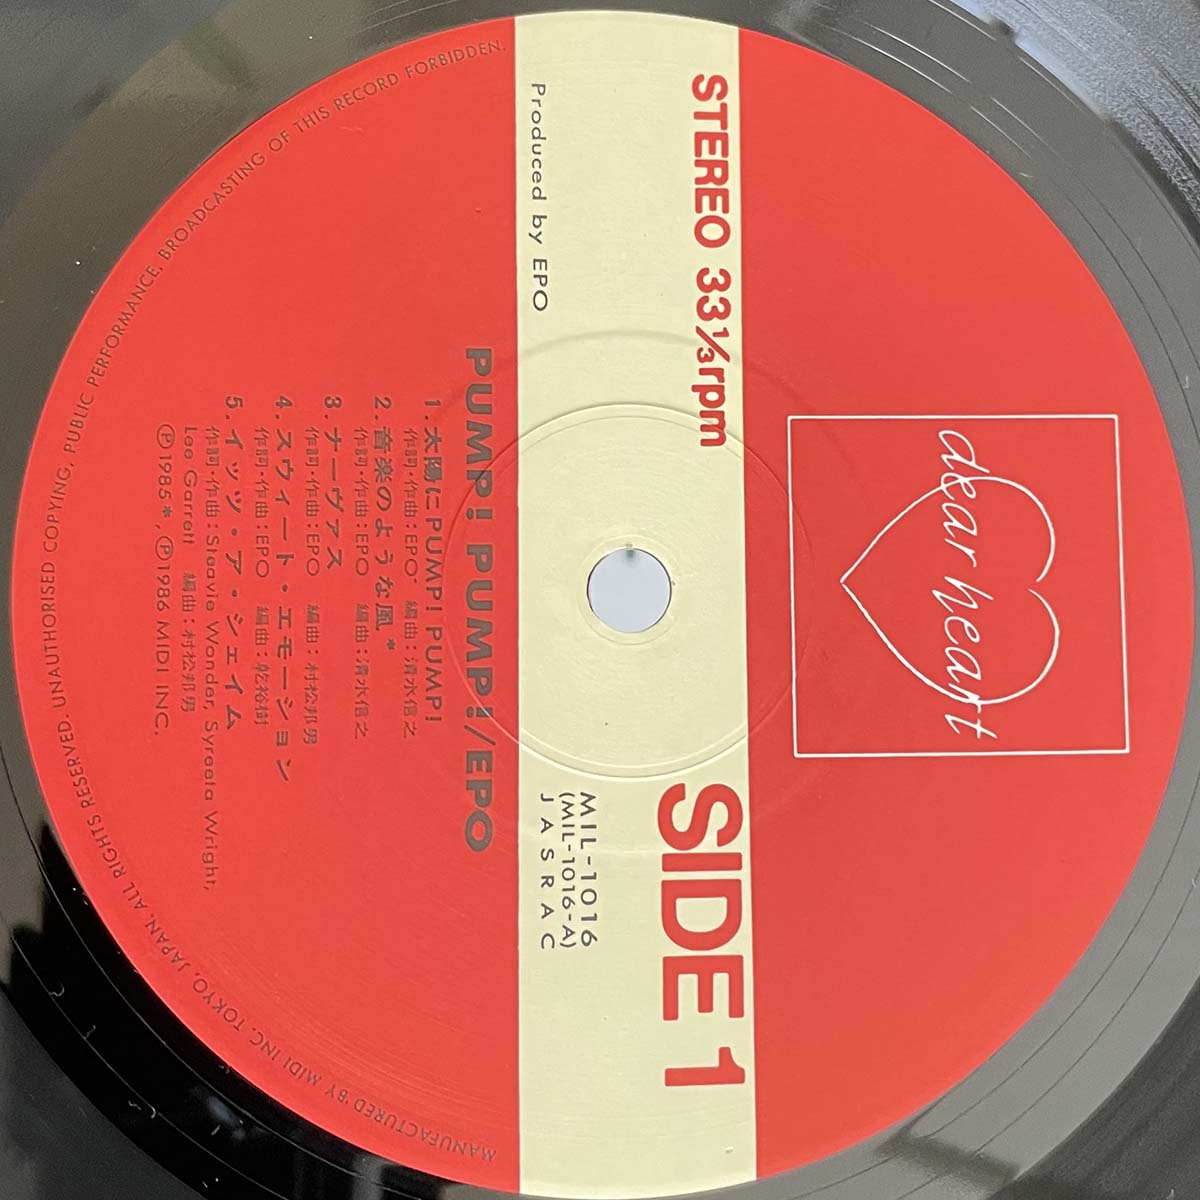 dear heart
STEREO 33⅓rpm
SIDE 1
Produced by EPO
MIL-1016
(MIL-1016-A)
JASRAC
PUMP! PUMP!/EPO
1. 太陽にPUMP! PUMP!
作詞・作曲:EPO* 編曲:清水信之
2. 音楽のような風*
作詞・作曲:EPO 編曲:清水信之
3. ナーヴァス
作詞・作曲:EPO 編曲:村松邦男
4. スウィート・エモーション
作詞・作曲:EPO 編曲:乾裕樹
5. イッツ・ア・シェイム
作詞・作曲:Steavie Wonder, Syraata Wright,
Lee Garratt 編曲:村松邦男
Ⓟ1985*, Ⓟ1986 MIDI INC.
MANUFACTURED BY MIDI INC. TOKYO, JAPAN. ALL RIGHTS RESERVED. UNAUTHORISED COPYING, PUBLIC PERFORMANCE, BROADCASTING OF THIS RECORD FORBIDDEN.